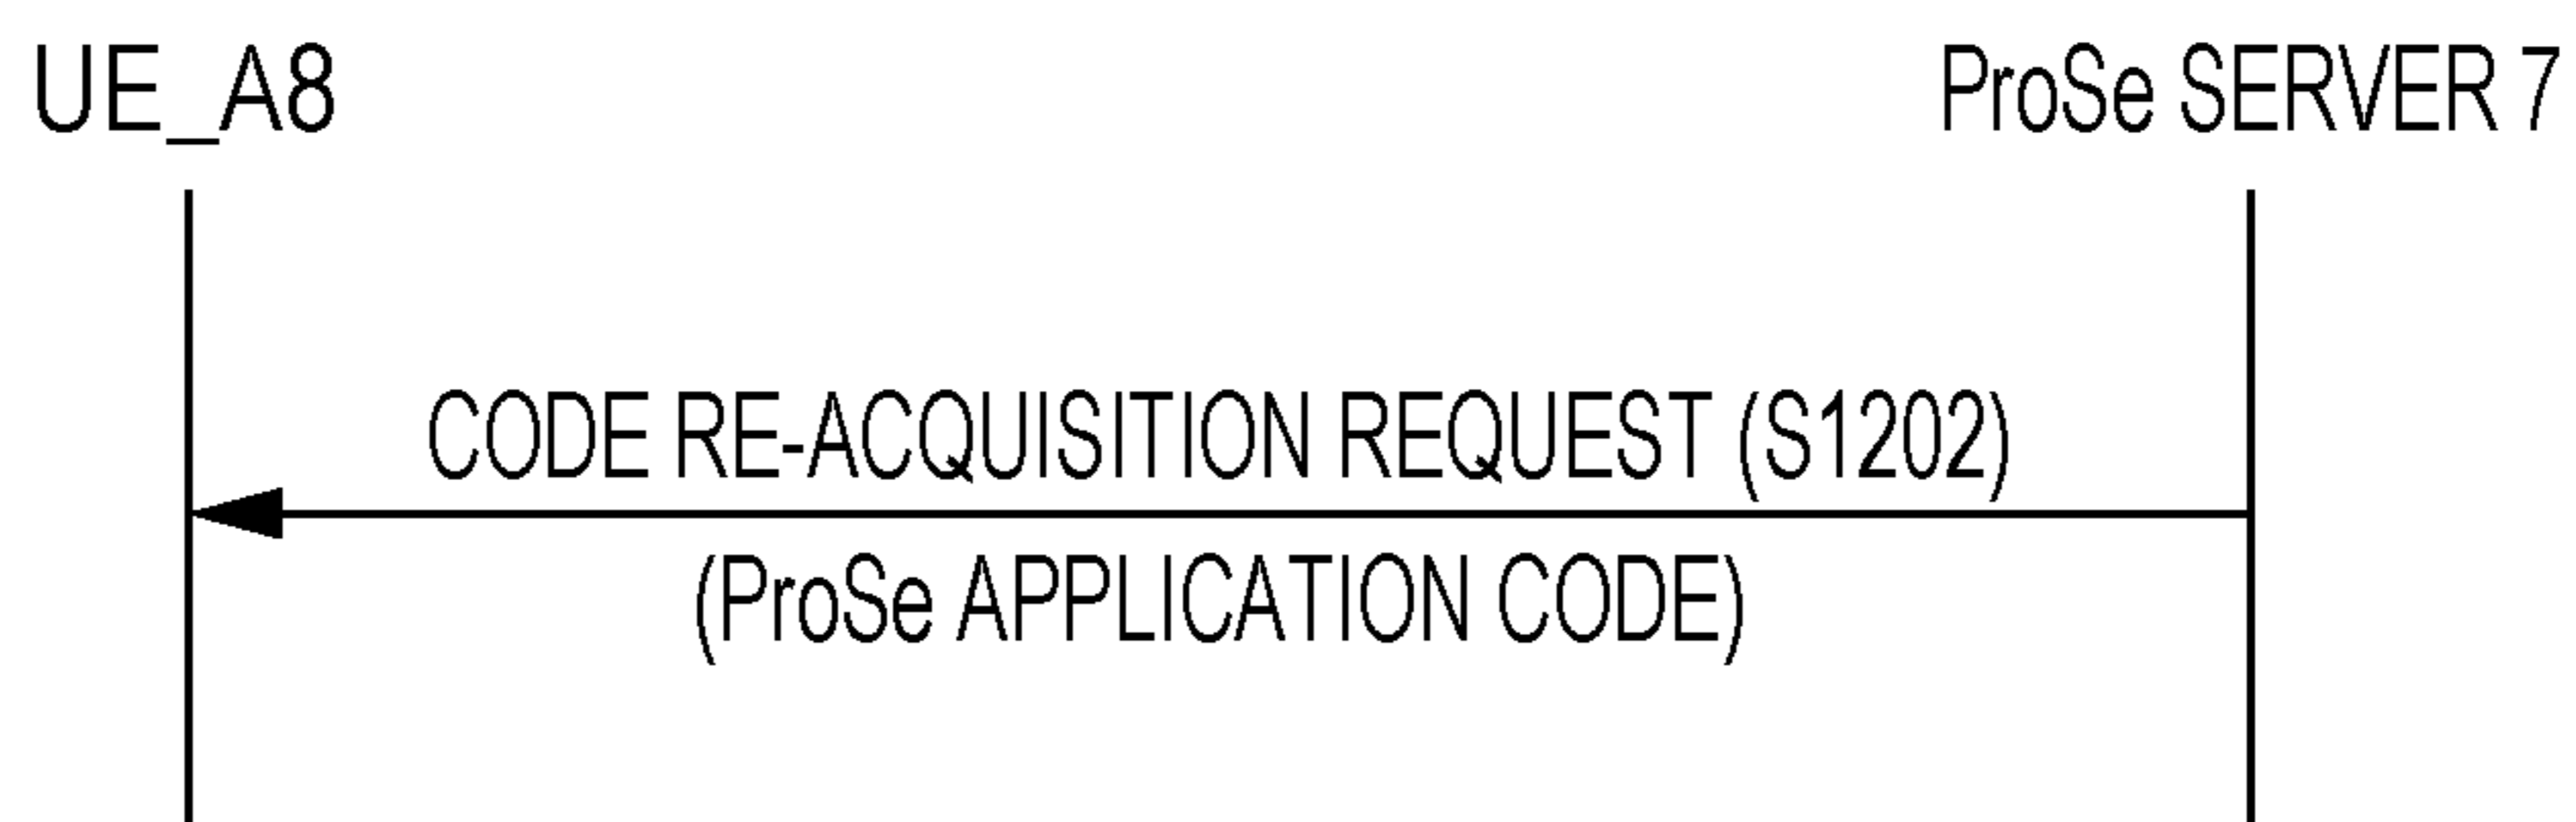 UE_A8
ProSe SERVER 7
CODE RE-ACQUISITION REQUEST (S1202)
(ProSe APPLICATION CODE)